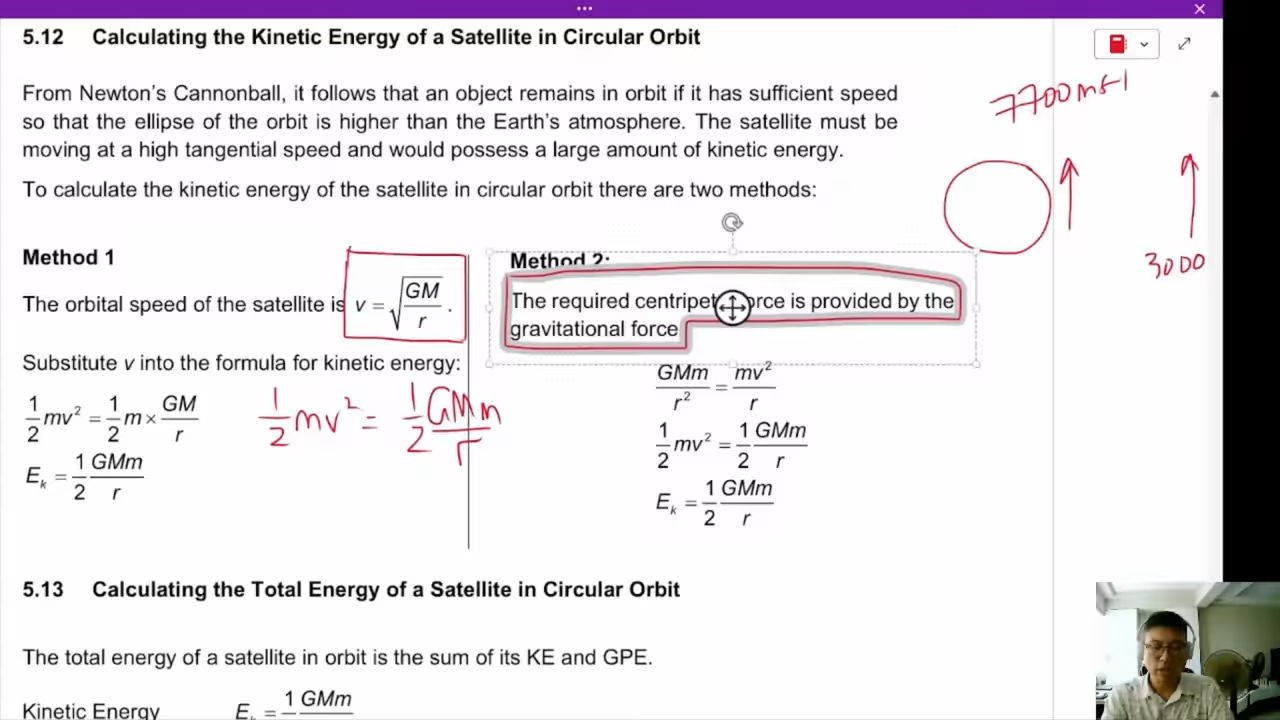 5.12 Calculating the Kinetic Energy of a Satellite in Circular Orbit
7700ms-1
From Newton's Cannonball, it follows that an object remains in orbit if it has sufficient speed
so that the ellipse of the orbit is higher than the Earth's atmosphere. The satellite must be
moving at a high tangential speed and would possess a large amount of kinetic energy.
To calculate the kinetic energy of the satellite in circular orbit there are two methods:
3000
Method 1
The orbital speed of the satellite is v = √(GM/r) .
Substitute v into the formula for kinetic energy:
1/2 mv² = 1/2 m × GM/r
1/2 mv² = 1/2 GMm/r
E_k = 1/2 GMm/r
Method 2:
The required centripet orce is provided by the
gravitational force
GMm/r² = mv²/r
1/2 mv² = 1/2 GMm/r
E_k = 1/2 GMm/r
5.13 Calculating the Total Energy of a Satellite in Circular Orbit
The total energy of a satellite in orbit is the sum of its KE and GPE.
Kinetic Energy E_k = 1 GMm